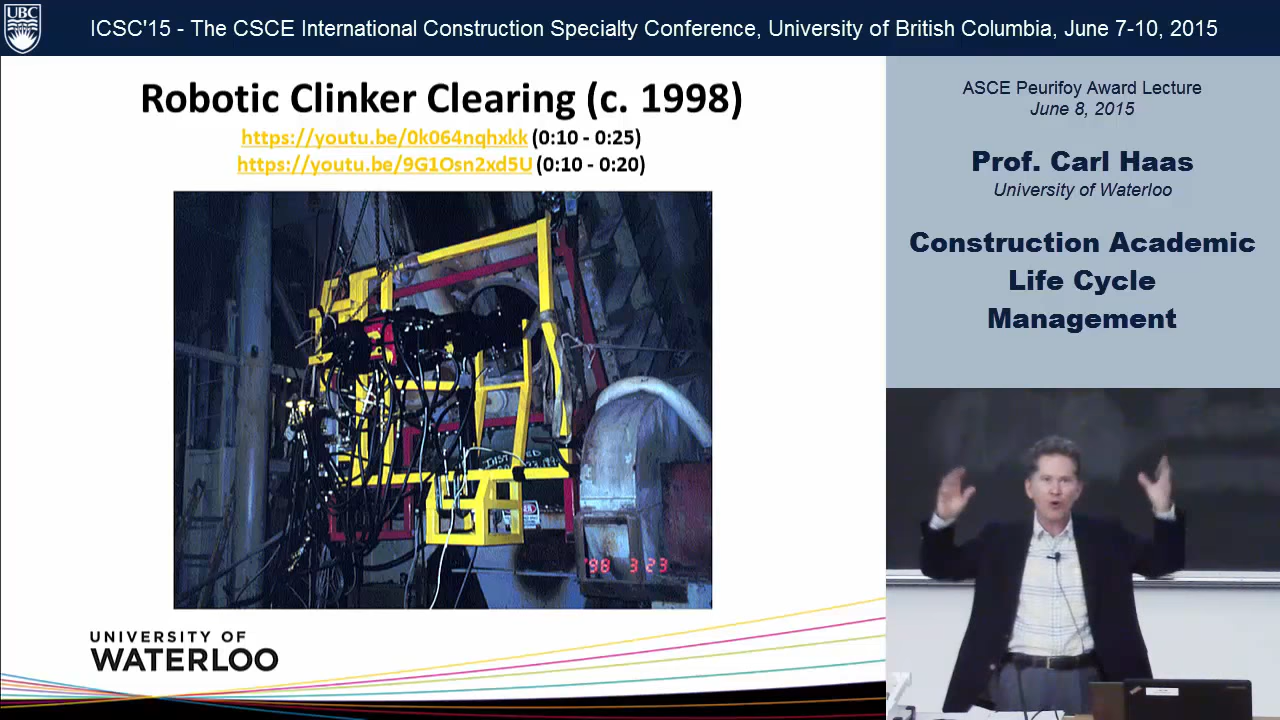 UBC
ICSC'15 - The CSCE International Construction Specialty Conference, University of British Columbia, June 7-10, 2015
Robotic Clinker Clearing (c. 1998)
https://youtu.be/0k064nqhxkk (0:10 - 0:25)
https://youtu.be/9G1Osn2xd5U (0:10 - 0:20)
'98 3 23
UNIVERSITY OF
WATERLOO
ASCE Peurifoy Award Lecture
June 8, 2015
Prof. Carl Haas
University of Waterloo
Construction Academic
Life Cycle
Management